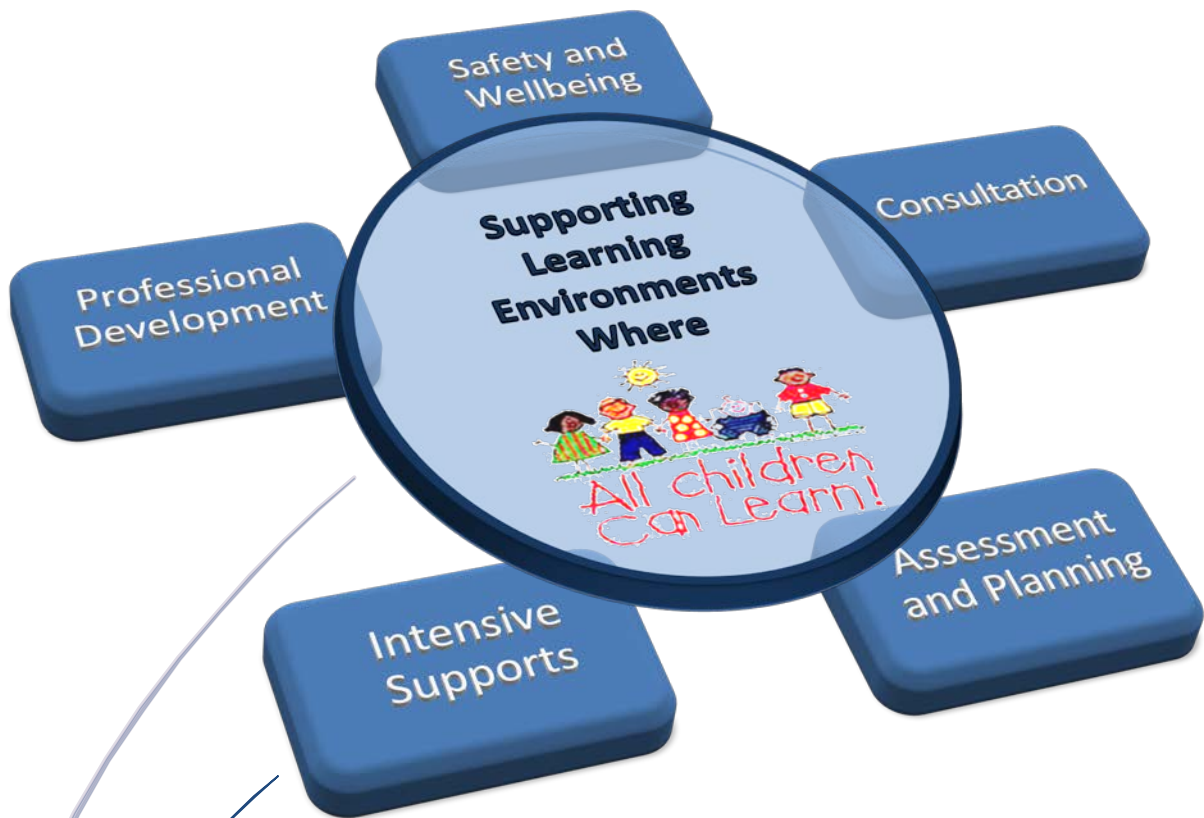 Safety and
Wellbeing
Consultation
Professional
Development
Supporting
Learning
Environments
Where
All children
Can Learn!
Assessment
and Planning
Intensive
Supports